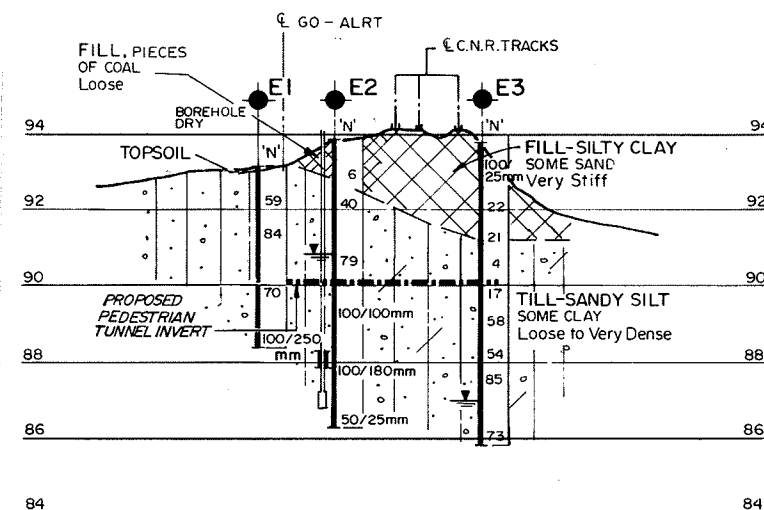 ℄ GO-ALRT
FILL, PIECES
OF COAL
Loose
℄ C.N.R. TRACKS
E1
E2
E3
BOREHOLE
DRY
'N'
'N'
94
94
TOPSOIL
'N'
FILL-SILTY CLAY
SOME SAND
Very Stiff
100/
25mm
6
59
40
92
22
92
84
21
79
4
90
70
17
90
PROPOSED
PEDESTRIAN
TUNNEL INVERT
TILL-SANDY SILT
SOME CLAY
Loose to Very Dense
100/100mm
58
100/250
mm
54
88
88
100/180mm
85
50/25mm
86
73
86
84
84